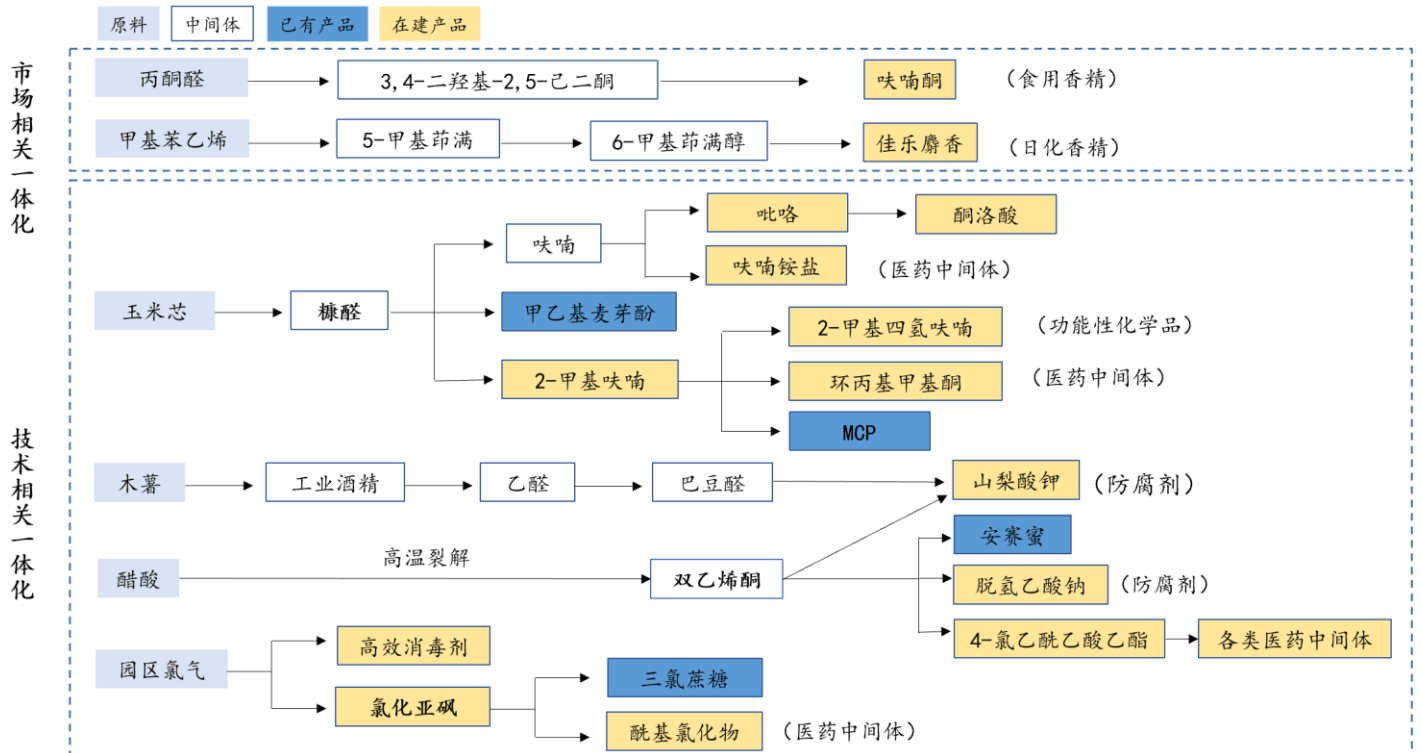 原料 中间体 已有产品 在建产品
市场相关一体化
丙酮醛 3,4-二羟基-2,5-己二酮 呋喃酮 (食用香精)
甲基苯乙烯 5-甲基茚满 6-甲基茚满醇 佳乐麝香 (日化香精)
技术相关一体化
吡咯 酮洛酸
呋喃
呋喃铵盐 (医药中间体)
玉米芯 糠醛 甲乙基麦芽酚
2-甲基四氢呋喃 (功能性化学品)
2-甲基呋喃 环丙基甲基酮 (医药中间体)
MCP
木薯 工业酒精 乙醛 巴豆醛 山梨酸钾 (防腐剂)
安赛蜜
高温裂解
醋酸 双乙烯酮 脱氢乙酸钠 (防腐剂)
4-氯乙酰乙酸乙酯 各类医药中间体
高效消毒剂
园区氯气
三氯蔗糖
氯化亚砜
酰基氯化物 (医药中间体)